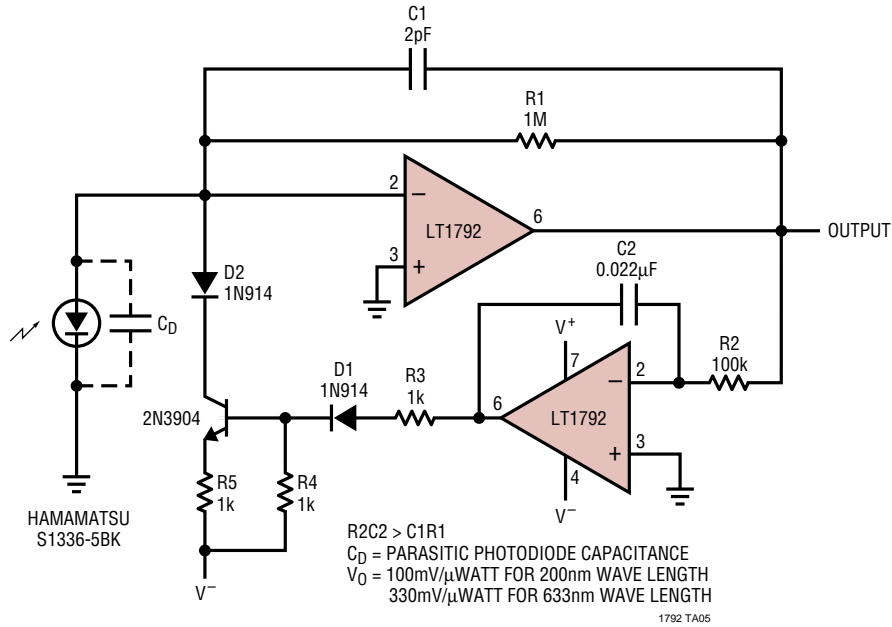 C1
2pF
R1
1M
2
−
LT1792
6
OUTPUT
3
+
C2
0.022µF
D2
1N914
CD
V+
R2
100k
7
D1
1N914
R3
1k
6
2
−
LT1792
2N3904
+
3
4
R5
1k
R4
1k
V−
HAMAMATSU
S1336-5BK
R2C2 > C1R1
CD = PARASITIC PHOTODIODE CAPACITANCE
VO = 100mV/µWATT FOR 200nm WAVE LENGTH
330mV/µWATT FOR 633nm WAVE LENGTH
V−
1792 TA05